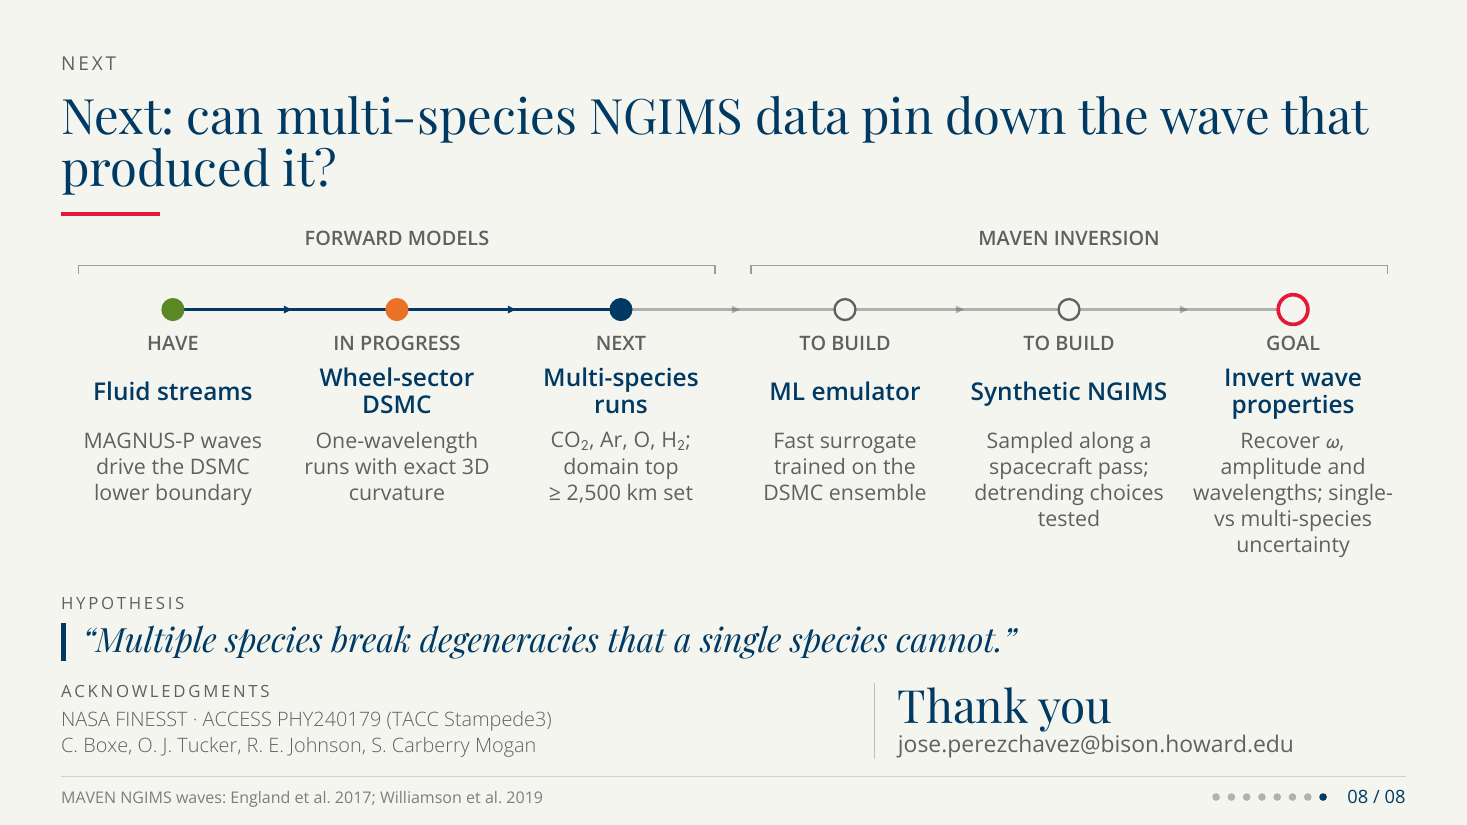 NEXT
Next: can multi-species NGIMS data pin down the wave that
produced it?
FORWARD MODELS
MAVEN INVERSION
HAVE
Fluid streams
MAGNUS-P waves
drive the DSMC
lower boundary
IN PROGRESS
Wheel-sector
DSMC
One-wavelength
runs with exact 3D
curvature
NEXT
Multi-species
runs
CO₂, Ar, O, H₂;
domain top
≥ 2,500 km set
TO BUILD
ML emulator
Fast surrogate
trained on the
DSMC ensemble
TO BUILD
Synthetic NGIMS
Sampled along a
spacecraft pass;
detrending choices
tested
GOAL
Invert wave
properties
Recover ω,
amplitude and
wavelengths; single-
vs multi-species
uncertainty
HYPOTHESIS
“Multiple species break degeneracies that a single species cannot.”
ACKNOWLEDGMENTS
NASA FINESST · ACCESS PHY240179 (TACC Stampede3)
C. Boxe, O. J. Tucker, R. E. Johnson, S. Carberry Mogan
Thank you
jose.perezchavez@bison.howard.edu
MAVEN NGIMS waves: England et al. 2017; Williamson et al. 2019
08 / 08